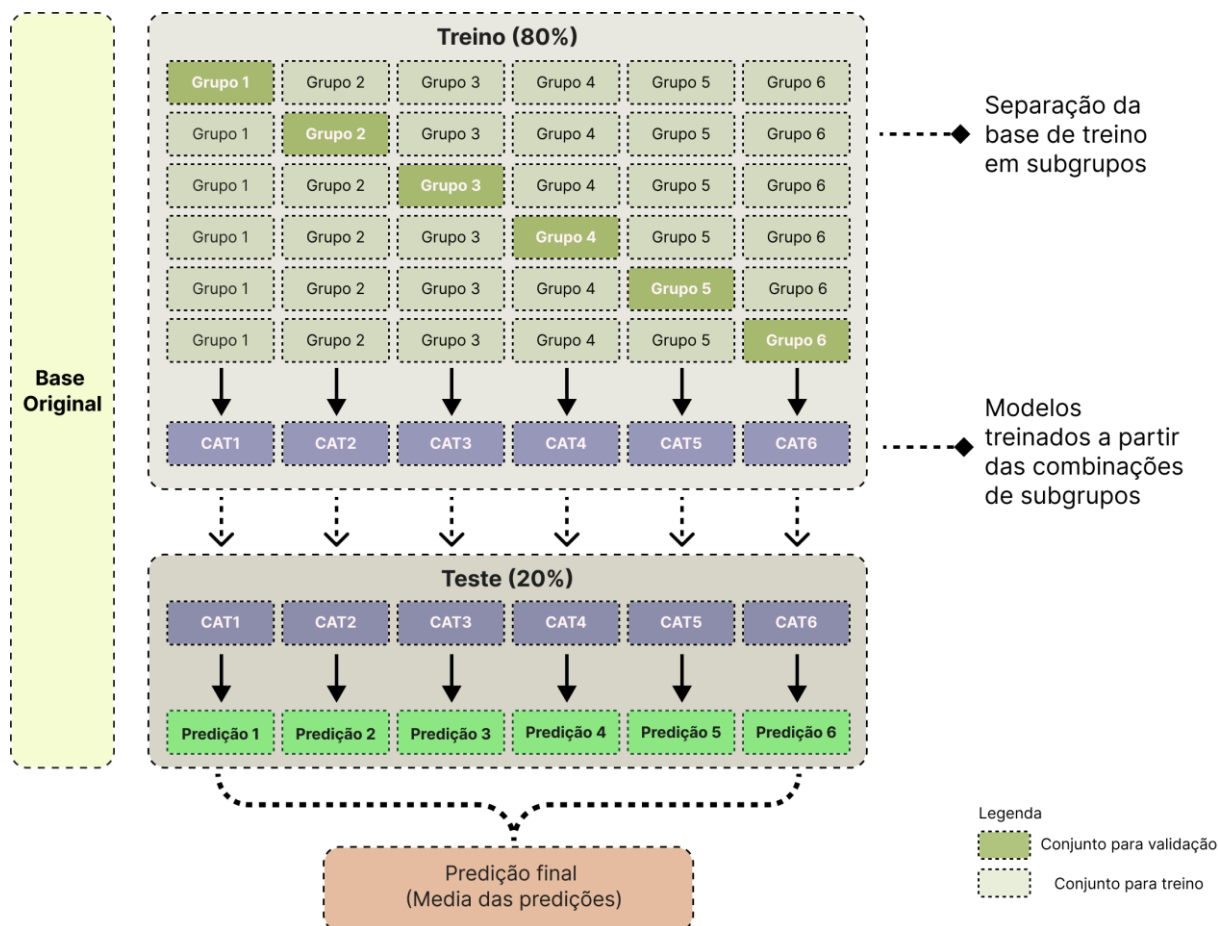 Base
Original
Treino (80%)
Grupo 1 Grupo 2 Grupo 3 Grupo 4 Grupo 5 Grupo 6
Grupo 1 Grupo 2 Grupo 3 Grupo 4 Grupo 5 Grupo 6
Grupo 1 Grupo 2 Grupo 3 Grupo 4 Grupo 5 Grupo 6
Grupo 1 Grupo 2 Grupo 3 Grupo 4 Grupo 5 Grupo 6
Grupo 1 Grupo 2 Grupo 3 Grupo 4 Grupo 5 Grupo 6
Grupo 1 Grupo 2 Grupo 3 Grupo 4 Grupo 5 Grupo 6
CAT1 CAT2 CAT3 CAT4 CAT5 CAT6
Separação da
base de treino
em subgrupos
Modelos
treinados a partir
das combinações
de subgrupos
Teste (20%)
CAT1 CAT2 CAT3 CAT4 CAT5 CAT6
Predição 1 Predição 2 Predição 3 Predição 4 Predição 5 Predição 6
Predição final
(Media das predições)
Legenda
Conjunto para validação
Conjunto para treino